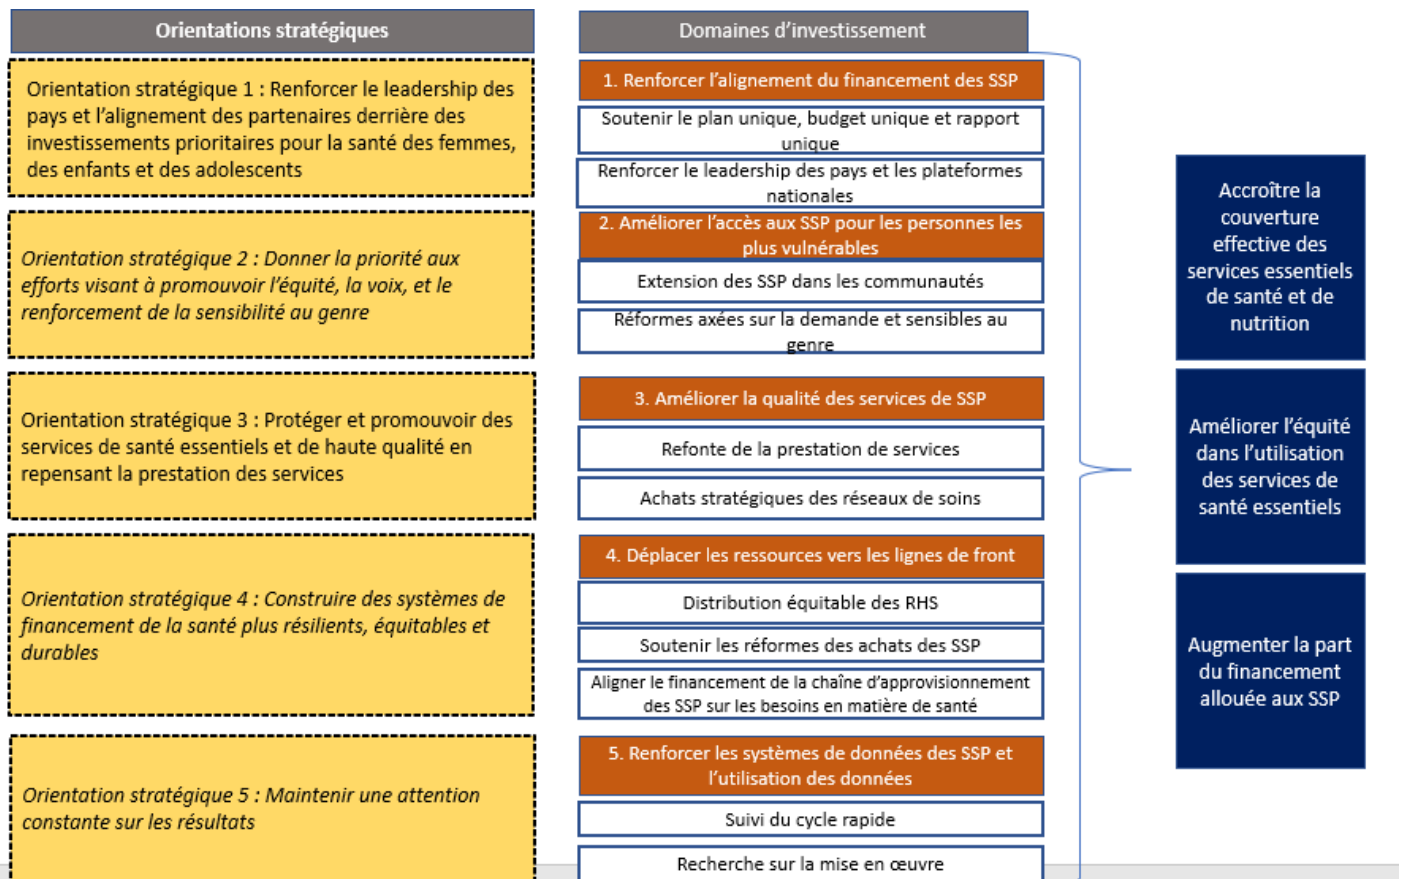 Orientations stratégiques
Orientation stratégique 1 : Renforcer le leadership des
pays et l’alignement des partenaires derrière des
investissements prioritaires pour la santé des femmes,
des enfants et des adolescents
Orientation stratégique 2 : Donner la priorité aux
efforts visant à promouvoir l’équité, la voix, et le
renforcement de la sensibilité au genre
Orientation stratégique 3 : Protéger et promouvoir des
services de santé essentiels et de haute qualité en
repensant la prestation des services
Orientation stratégique 4 : Construire des systèmes de
financement de la santé plus résilients, équitables et
durables
Orientation stratégique 5 : Maintenir une attention
constante sur les résultats
Domaines d’investissement
1. Renforcer l’alignement du financement des SSP
Soutenir le plan unique, budget unique et rapport
unique
Renforcer le leadership des pays et les plateformes
nationales
2. Améliorer l’accès aux SSP pour les personnes les
plus vulnérables
Extension des SSP dans les communautés
Réformes axées sur la demande et sensibles au
genre
3. Améliorer la qualité des services de SSP
Refonte de la prestation de services
Achats stratégiques des réseaux de soins
4. Déplacer les ressources vers les lignes de front
Distribution équitable des RHS
Soutenir les réformes des achats des SSP
Aligner le financement de la chaîne d’approvisionnement
des SSP sur les besoins en matière de santé
5. Renforcer les systèmes de données des SSP et
l’utilisation des données
Suivi du cycle rapide
Recherche sur la mise en œuvre
Accroître la
couverture
effective des
services essentiels
de santé et de
nutrition
Améliorer l’équité
dans l’utilisation
des services de
santé essentiels
Augmenter la part
du financement
allouée aux SSP